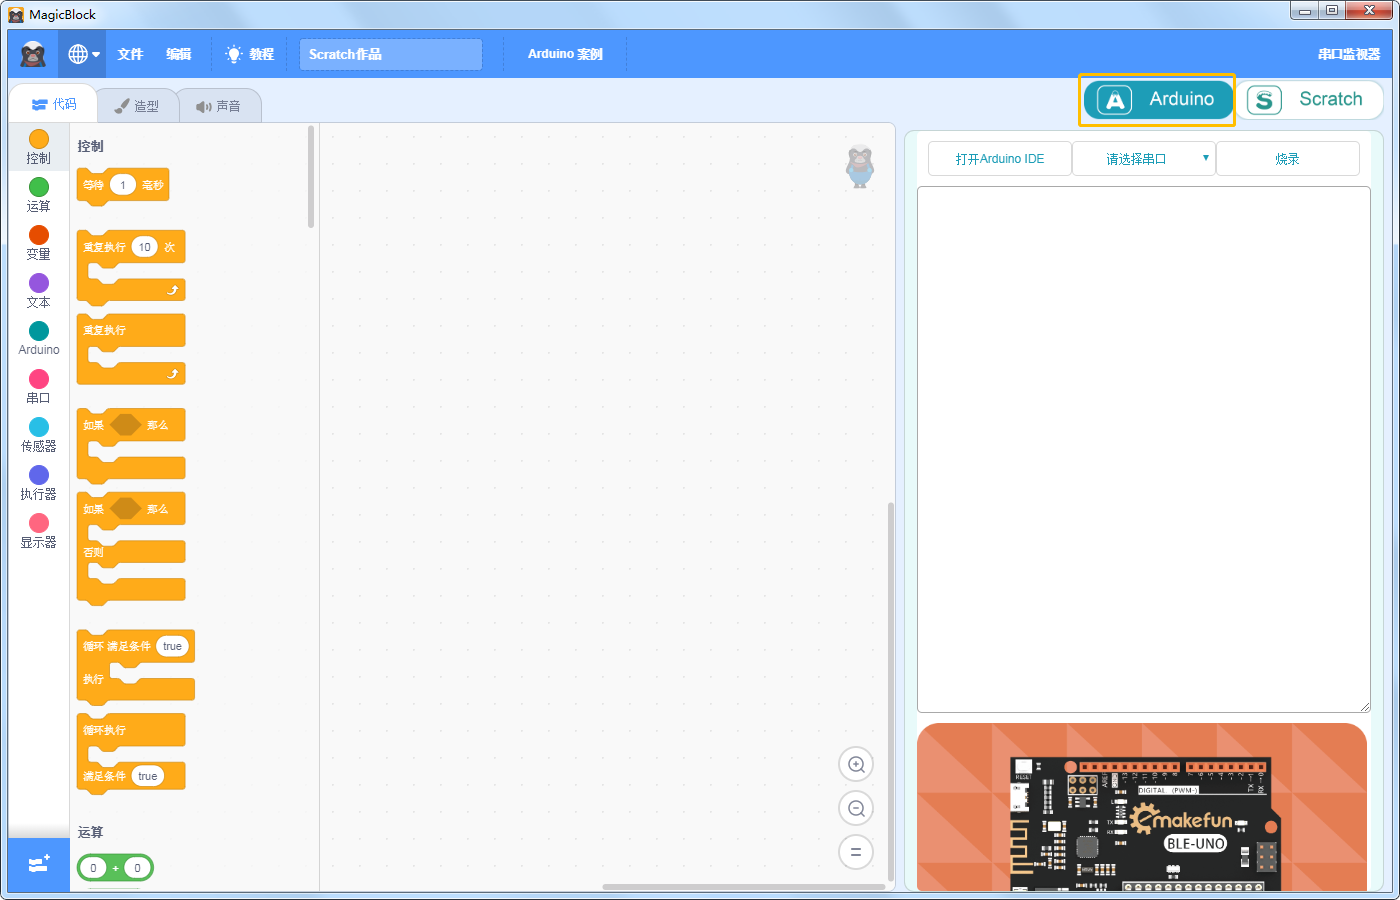 MagicBlock
文件
编辑
教程
Scratch作品
Arduino 案例
串口监视器
代码
造型
声音
Arduino
Scratch
控制
运算
变量
文本
Arduino
串口
传感器
执行器
显示器
控制
等待 1 毫秒
重复执行 10 次
重复执行
如果 那么
如果 那么
否则
循环 满足条件 true
执行
循环执行
满足条件 true
运算
0 + 0
打开Arduino IDE
请选择串口
烧录
RESET
AREF
DIGITAL (PWM~)
TX
RX
L
TX
RX
emakefun
BLE-UNO